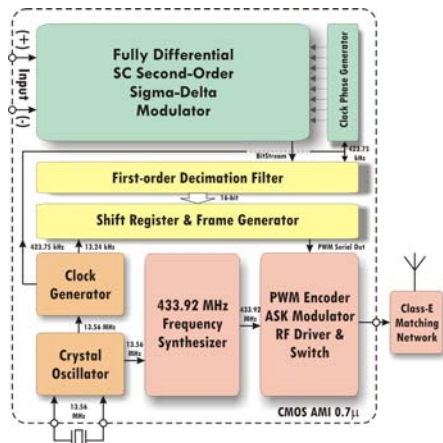 (+)
Input
(-)
Fully Differential
SC Second-Order
Sigma-Delta
Modulator
Clock Phase Generator
BitStream
423.75
kHz
First-order Decimation Filter
16-bit
Shift Register & Frame Generator
423.75 kHz
13.24 kHz
PWM Serial Out
Clock
Generator
13.56 MHz
Crystal
Oscillator
13.56
MHz
433.92 MHz
Frequency
Synthesizer
433.92
MHz
PWM Encoder
ASK Modulator
RF Driver &
Switch
Class-E
Matching
Network
13.56
MHz
CMOS AMI 0.7μ